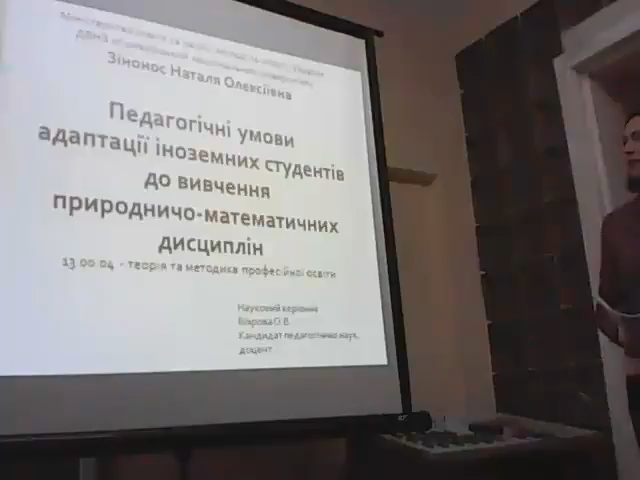 Зінонос Наталя Олексіївна
Педагогічні умови
адаптації іноземних студентів
до вивчення
природничо-математичних
дисциплін
13.00.04 - теорія та методика професійної освіти
Науковий керівник
О.В.
Кандидат педагогічних наук,
доцент